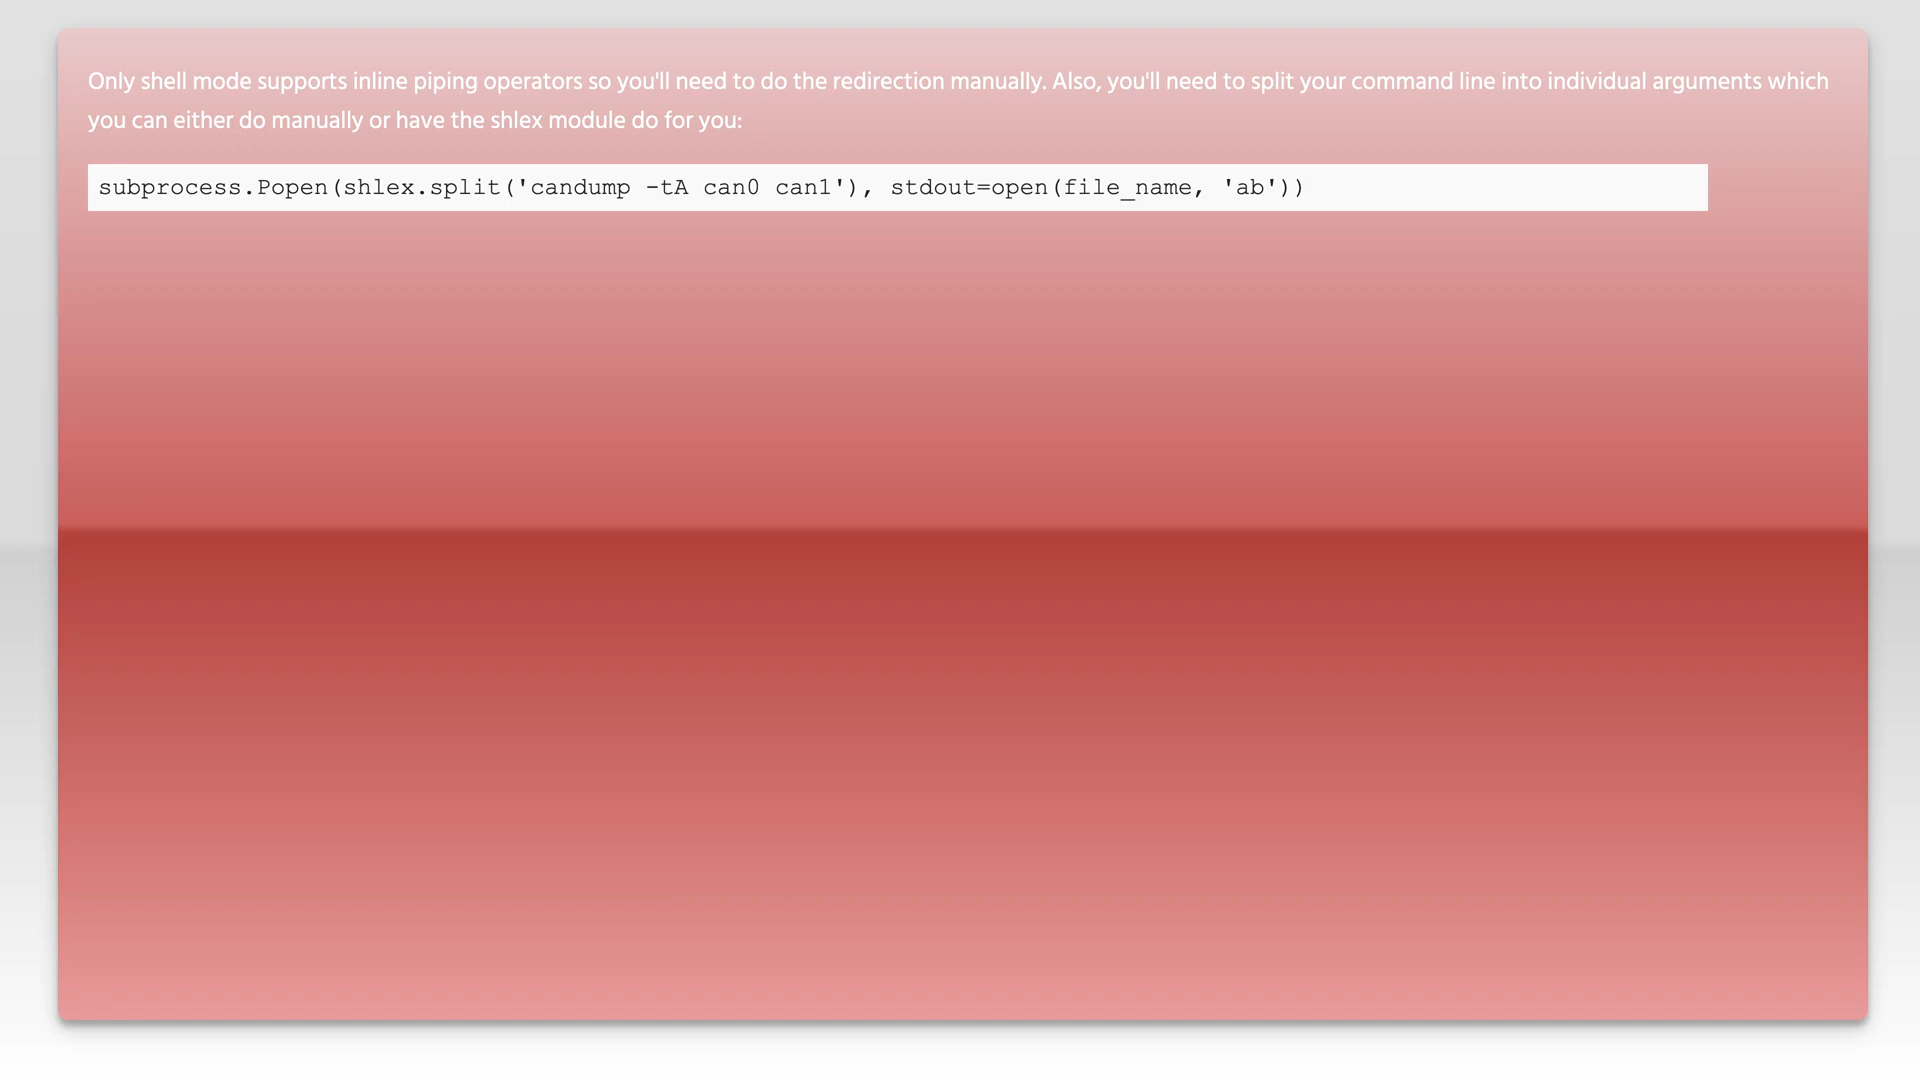 Only shell mode supports inline piping operators so you'll need to do the redirection manually. Also, you'll need to split your command line into individual arguments which
you can either do manually or have the shlex module do for you:
subprocess.Popen(shlex.split('candump -tA can0 can1'), stdout=open(file_name, 'ab'))